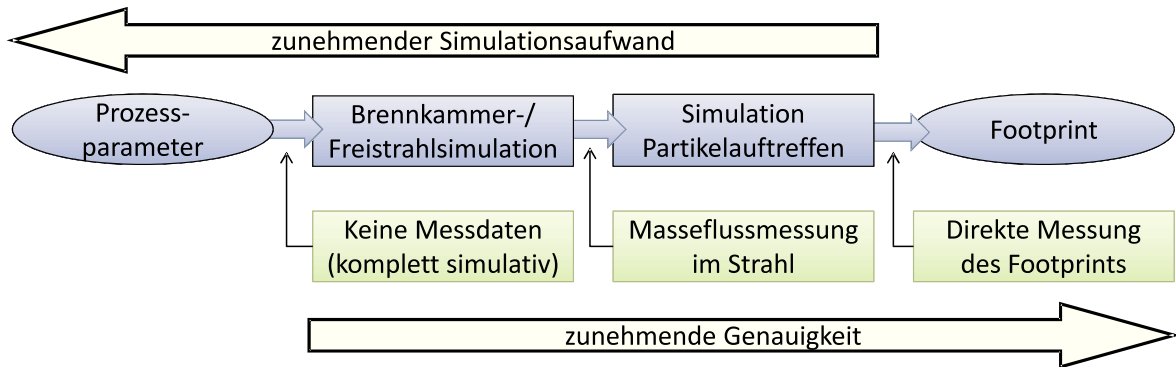 zunehmender Simulationsaufwand
Prozess-
parameter
Brennkammer-/
Freistrahlsimulation
Simulation
Partikelauftreffen
Footprint
Keine Messdaten
(komplett simulativ)
Masseflussmessung
im Strahl
Direkte Messung
des Footprints
zunehmende Genauigkeit